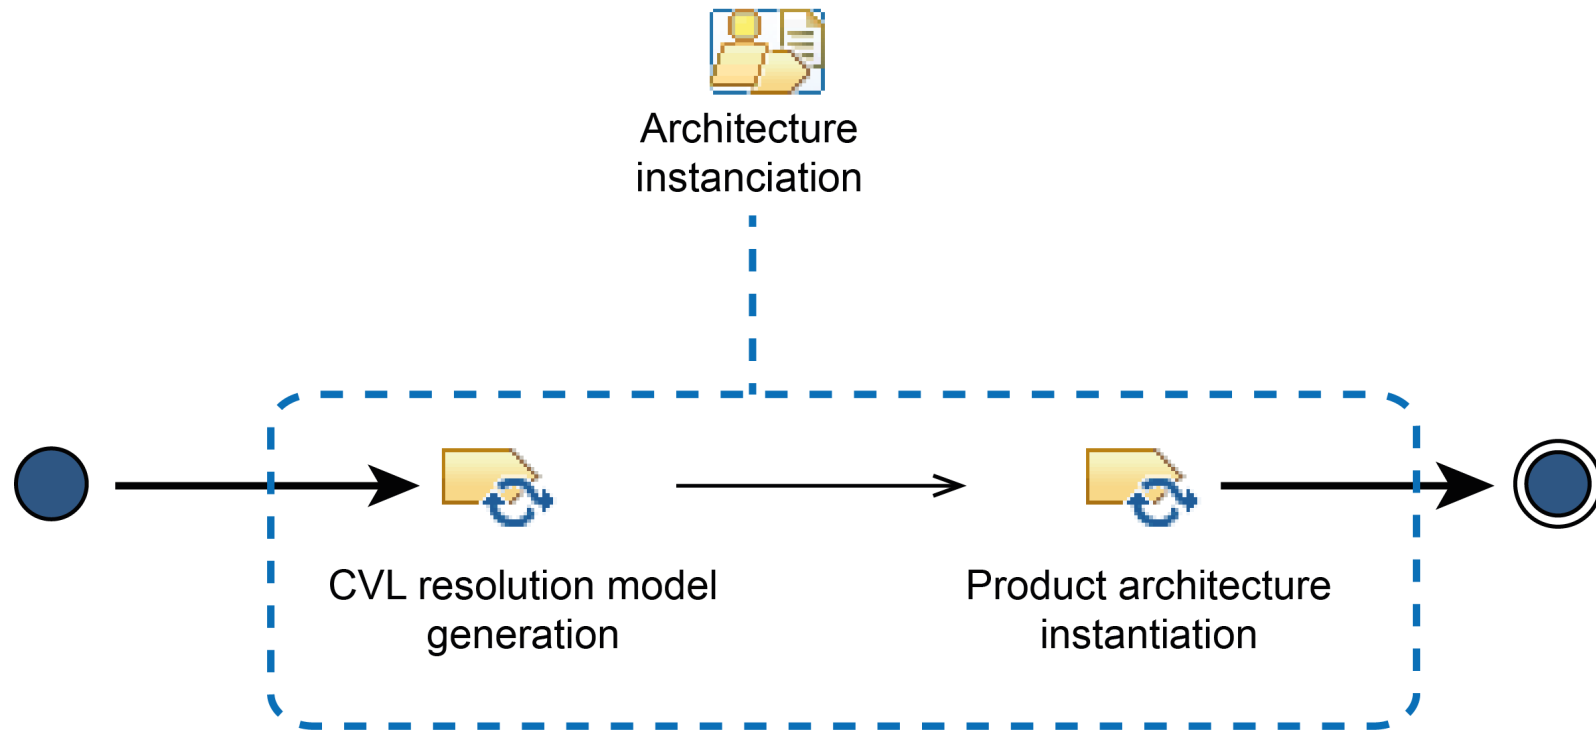 Architecture
instanciation
CVL resolution model
generation
Product architecture
instantiation